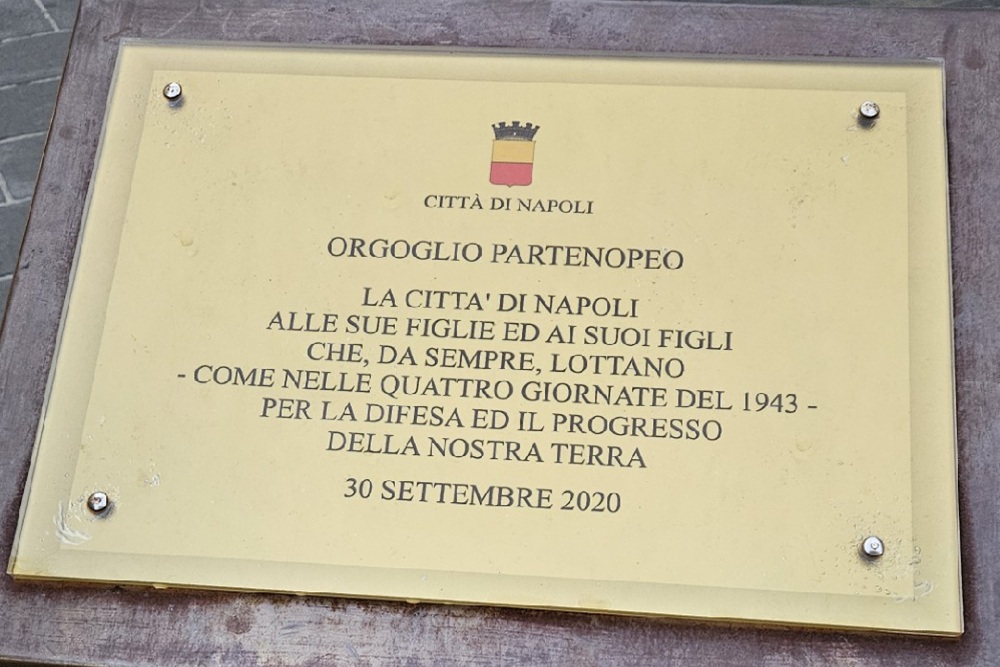 CITTÀ DI NAPOLI
ORGOGLIO PARTENOPEO
LA CITTA' DI NAPOLI
ALLE SUE FIGLIE ED AI SUOI FIGLI
CHE, DA SEMPRE, LOTTANO
- COME NELLE QUATTRO GIORNATE DEL 1943 -
PER LA DIFESA ED IL PROGRESSO
DELLA NOSTRA TERRA
30 SETTEMBRE 2020